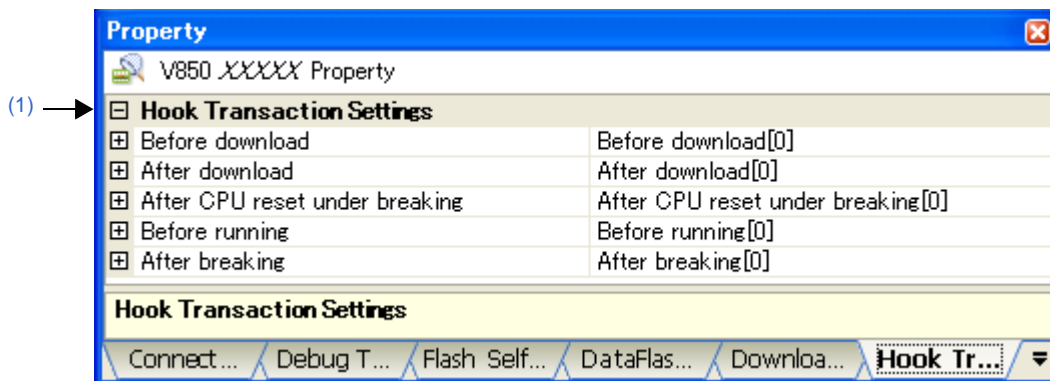 Property
V850 XXXXX Property
(1)
Hook Transaction Settings
Before download Before download[0]
After download After download[0]
After CPU reset under breaking After CPU reset under breaking[0]
Before running Before running[0]
After breaking After breaking[0]
Hook Transaction Settings
Connect... Debug T... Flash Self... DataFlas... Downloa... Hook Tr...